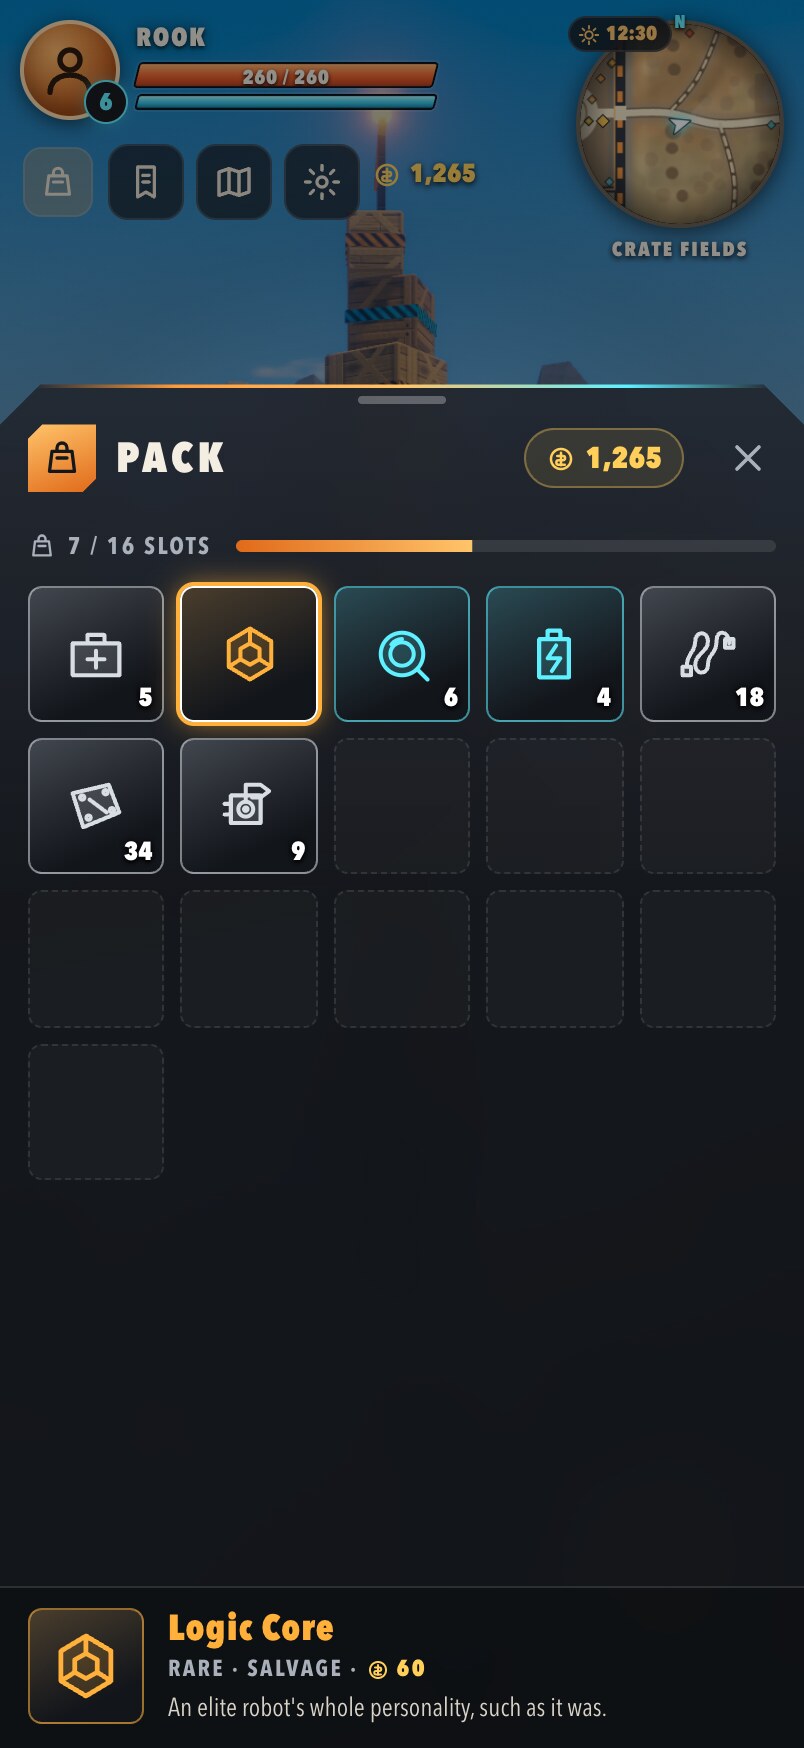 ROOK
260 / 260
6
1,265
12:30
N
CRATE FIELDS
PACK
1,265
7 / 16 SLOTS
5
6
4
18
34
9
Logic Core
RARE · SALVAGE · 60
An elite robot's whole personality, such as it was.